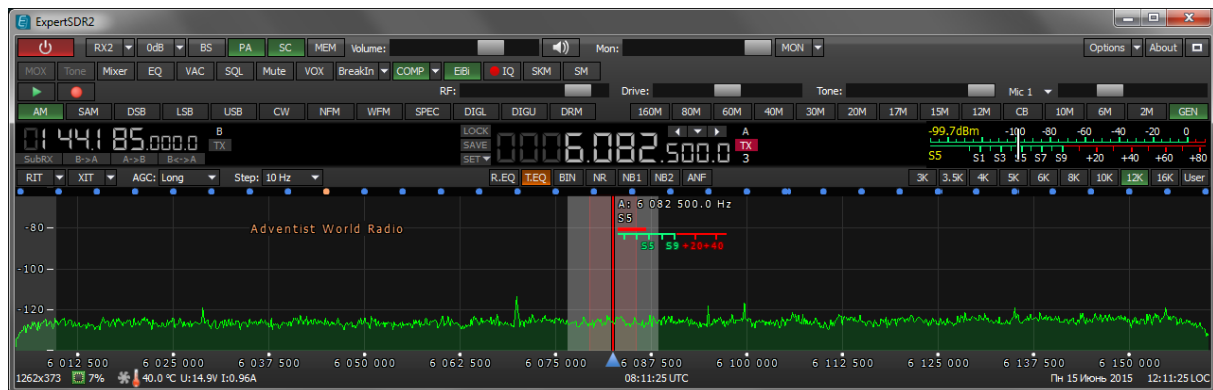 ExpertSDR2
RX2 0dB BS PA SC MEM Volume: Mon: MON Options About
MOX Tone Mixer EQ VAC SQL Mute VOX BreakIn COMP EiBi IQ SKM SM
RF: Drive: Tone: Mic 1
AM SAM DSB LSB USB CW NFM WFM SPEC DIGL DIGU DRM 160M 80M 60M 40M 30M 20M 17M 15M 12M CB 10M 6M 2M GEN
0144.185.000.0 B TX LOCK SAVE SET 0006.082.500.0 A TX 3 -99.7dBm -100 -80 -60 -40 -20 0
SubRX B->A A->B B<->A S5 S1 S3 S5 S7 S9 +20 +40 +60 +80
RIT XIT AGC: Long Step: 10 Hz R.EQ T.EQ BIN NR NB1 NB2 ANF 3K 3.5K 4K 5K 6K 8K 10K 12K 16K User
A: 6 082 500.0 Hz
S5
-80 Adventist World Radio
S5 S9 +20+40
-100
-120
6 012 500 6 025 000 6 037 500 6 050 000 6 062 500 6 075 000 6 087 500 6 100 000 6 112 500 6 125 000 6 137 500 6 150 000
1262x373 7% 40.0 ºC U:14.9V I:0.96A 08:11:25 UTC Пн 15 Июнь 2015 12:11:25 LOC